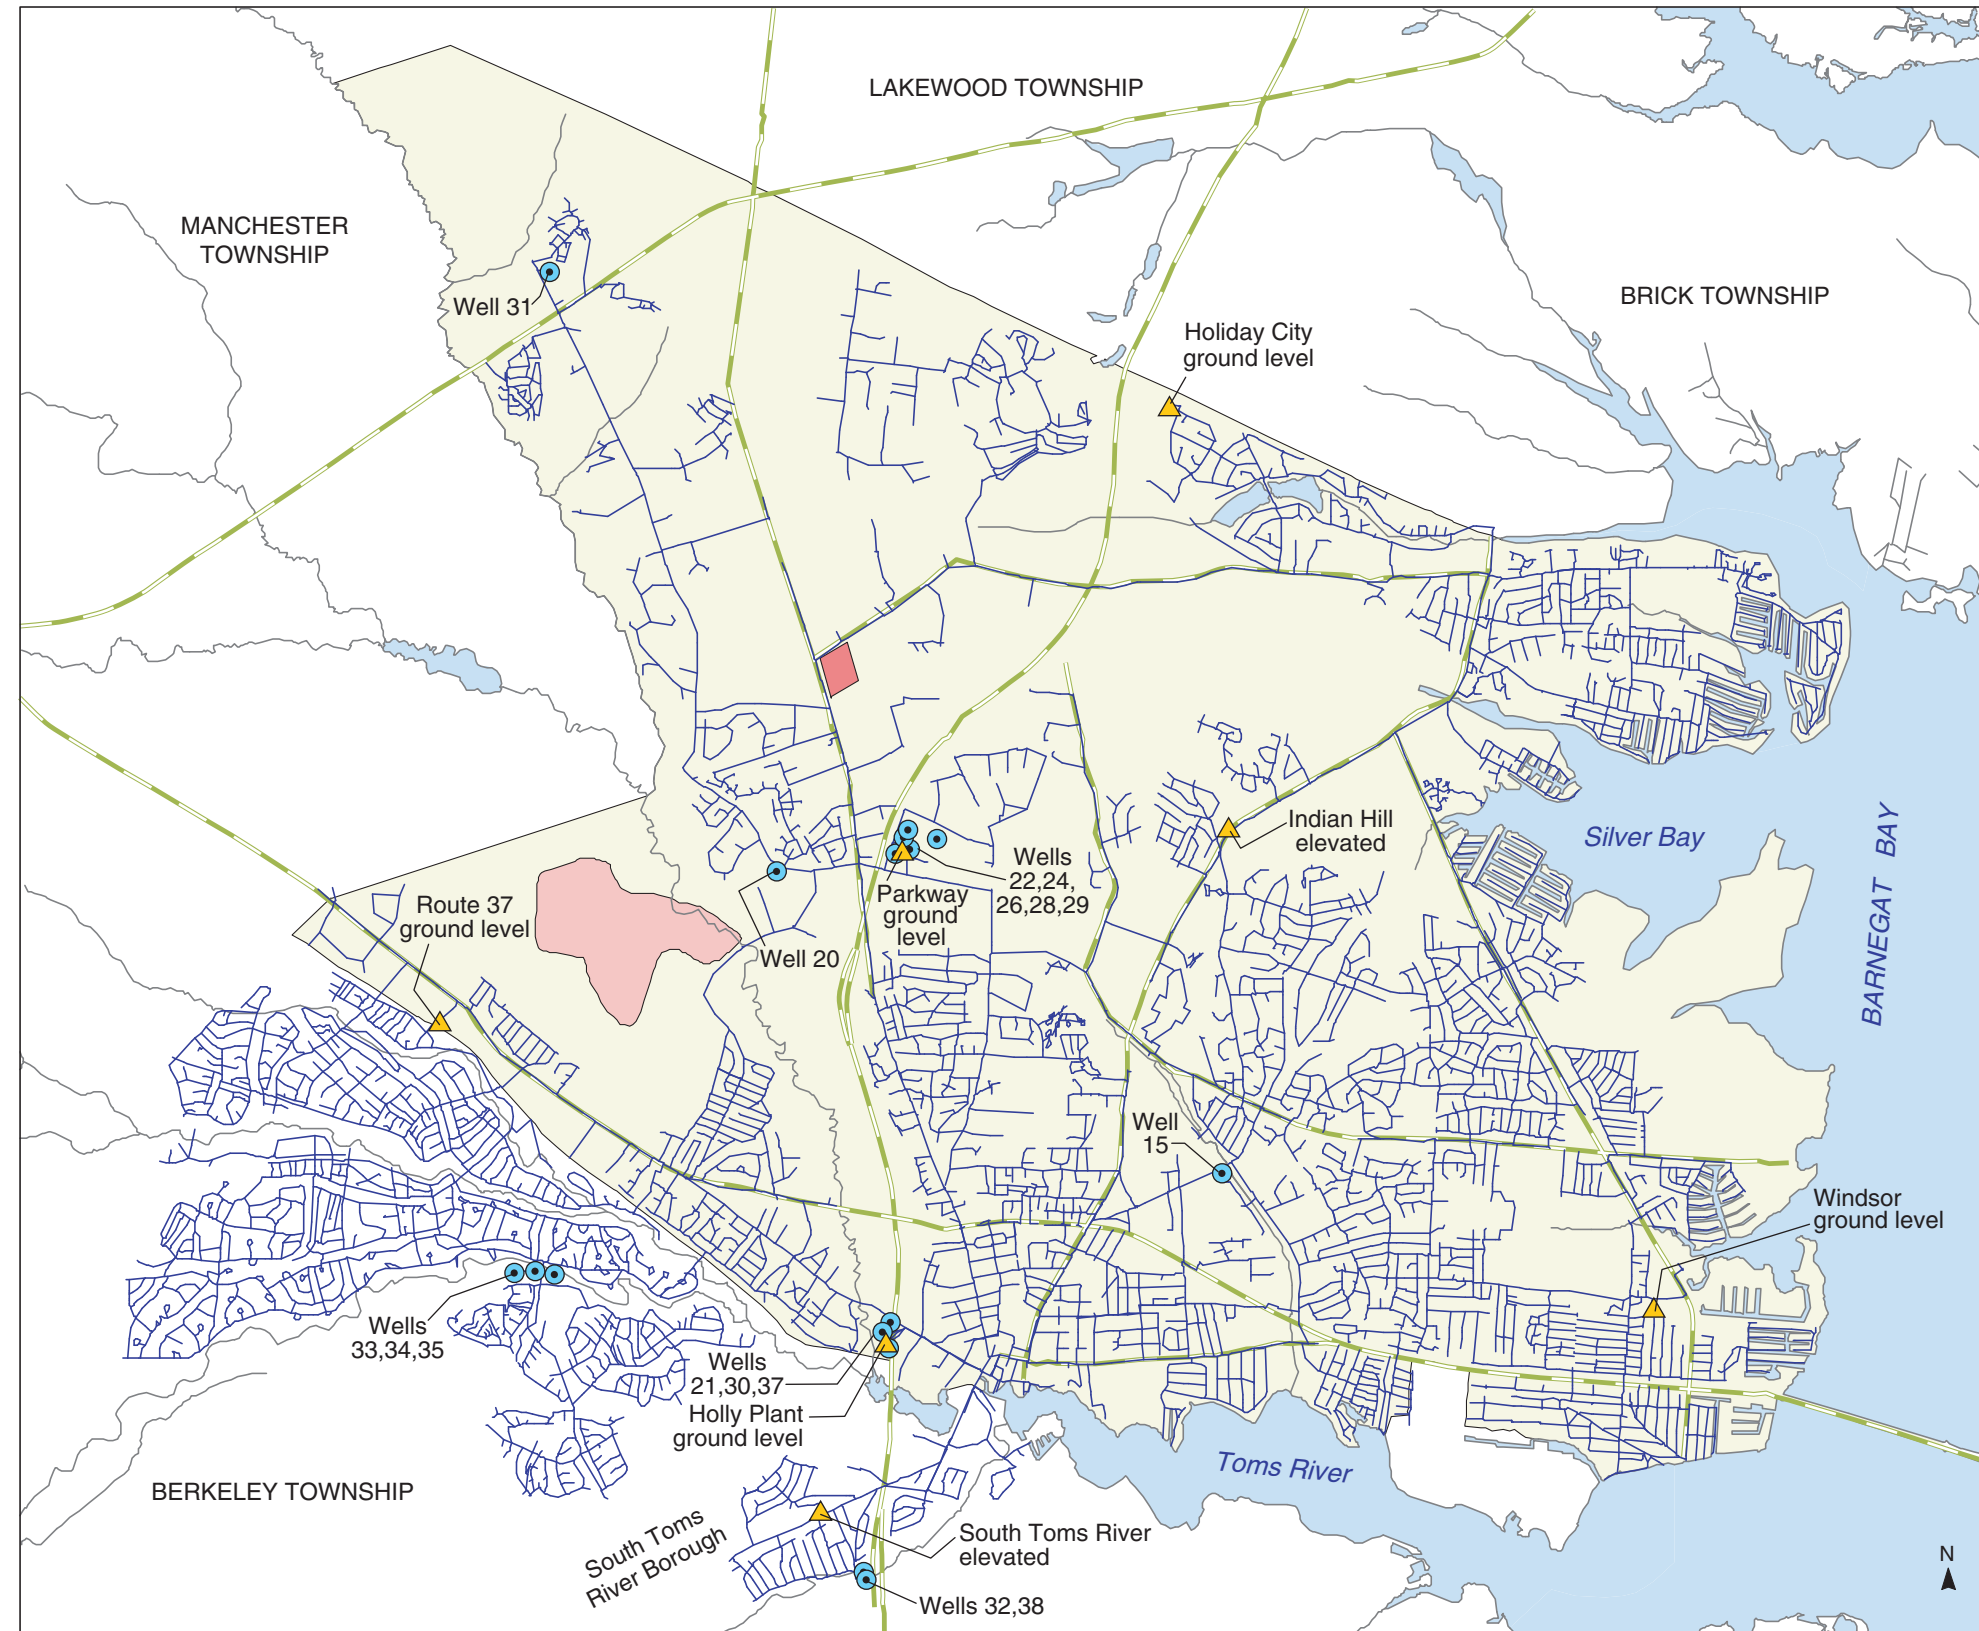 LAKEWOOD TOWNSHIP
MANCHESTER
TOWNSHIP
Well 31
BRICK TOWNSHIP
Holiday City
ground level
Indian Hill
elevated
Silver Bay
BARNEGAT BAY
Wells
22,24,
26,28,29
Parkway
ground
level
Route 37
ground level
Well 20
Well
15
Windsor
ground level
Wells
33,34,35
Wells
21,30,37
Holly Plant
ground level
Toms River
BERKELEY TOWNSHIP
South Toms
River Borough
South Toms River
elevated
Wells 32,38
N